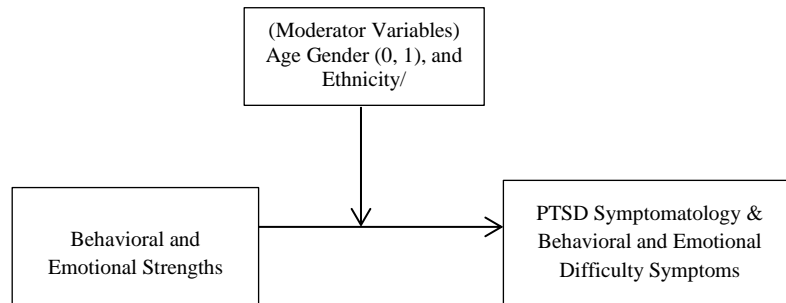 (Moderator Variables)
Age Gender (0, 1), and
Ethnicity/
Behavioral and
Emotional Strengths
PTSD Symptomatology &
Behavioral and Emotional
Difficulty Symptoms